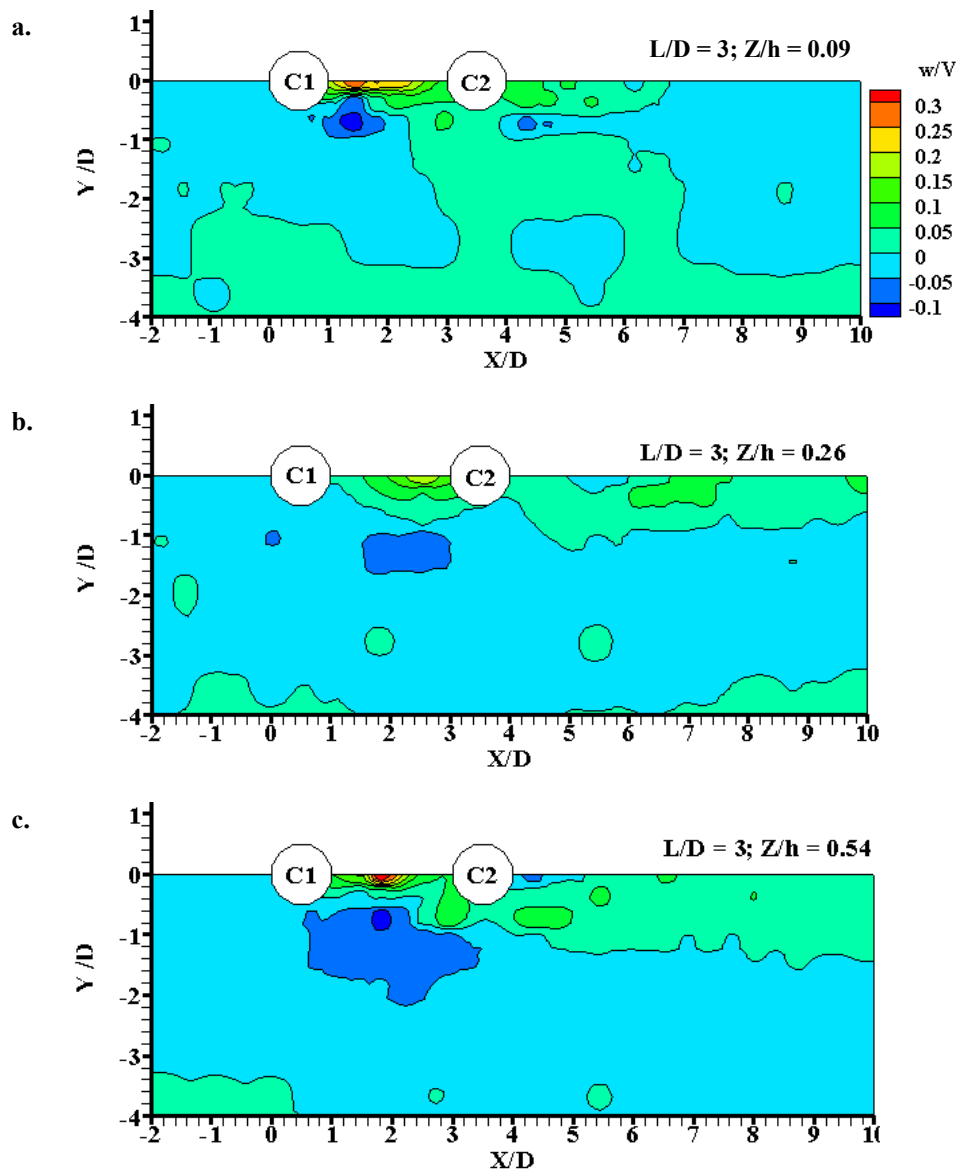 a.
L/D = 3; Z/h = 0.09
C1
C2
w/V
0.3
0.25
0.2
0.15
0.1
0.05
0
-0.05
-0.1
1
0
-1
-2
-3
-4
Y /D
-2 -1 0 1 2 3 4 5 6 7 8 9 10
X/D
b.
L/D = 3; Z/h = 0.26
C1
C2
1
0
-1
-2
-3
-4
Y /D
-2 -1 0 1 2 3 4 5 6 7 8 9 10
X/D
c.
L/D = 3; Z/h = 0.54
C1
C2
1
0
-1
-2
-3
-4
Y /D
-2 -1 0 1 2 3 4 5 6 7 8 9 10
X/D